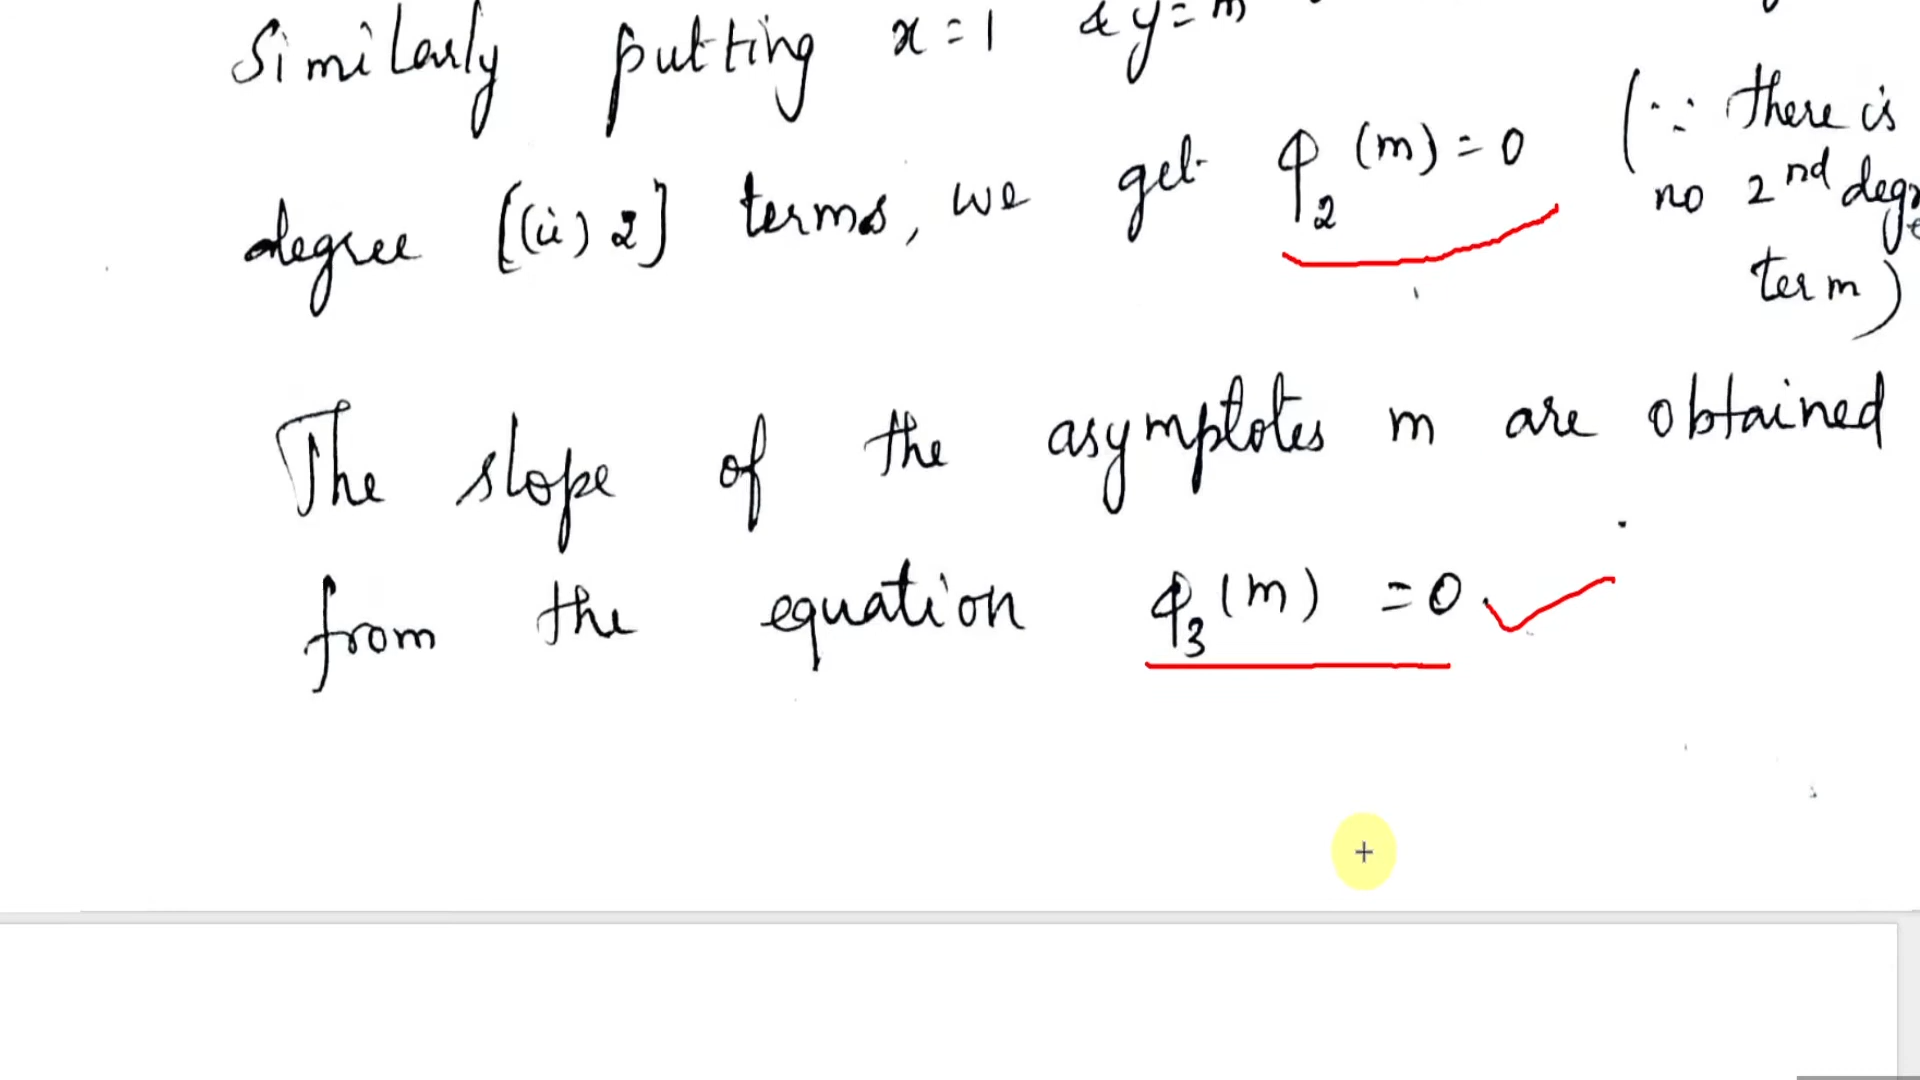 Similarly putting x=1 & y=m
degree [(ii) 2] terms, we get φ₂(m)=0 (∵ there is
no 2nd degre
term)
The slope of the asymptotes m are obtained
from the equation φ₃(m) =0.